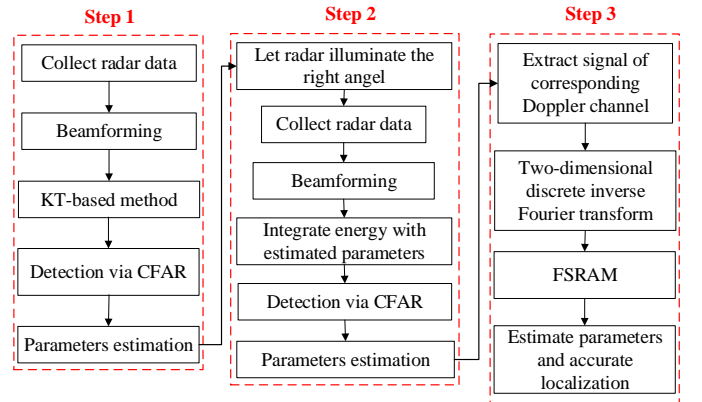 Step 1
Collect radar data
Beamforming
KT-based method
Detection via CFAR
Parameters estimation
Step 2
Let radar illuminate the
right angel
Collect radar data
Beamforming
Integrate energy with
estimated parameters
Detection via CFAR
Parameters estimation
Step 3
Extract signal of
corresponding
Doppler channel
Two-dimensional
discrete inverse
Fourier transform
FSRAM
Estimate parameters
and accurate
localization